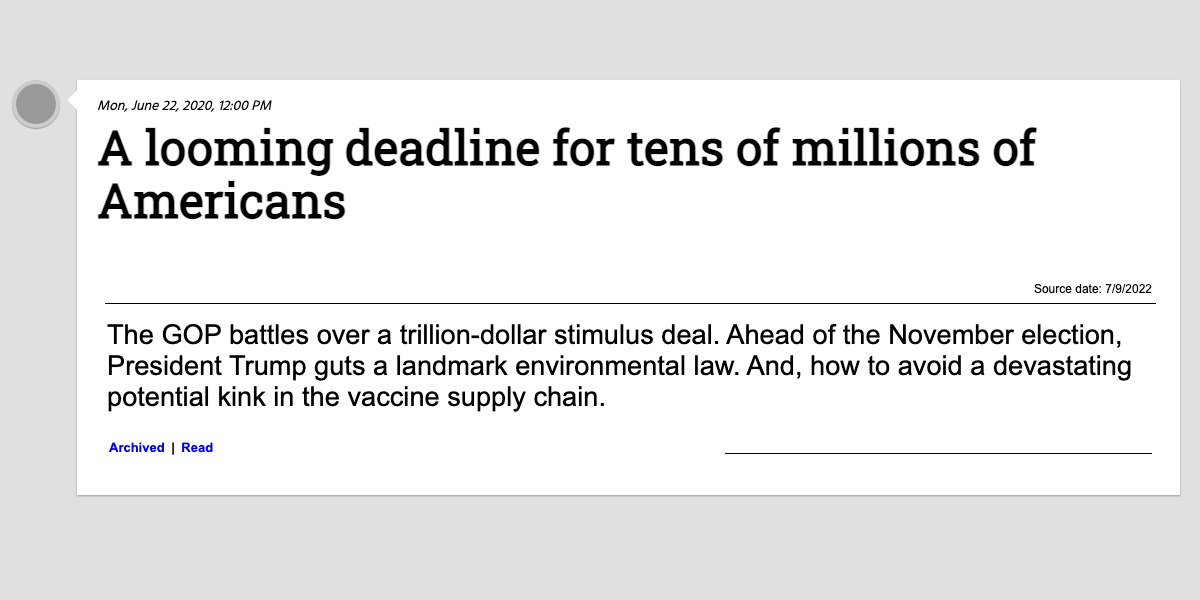 Mon, June 22, 2020, 12:00 PM
A looming deadline for tens of millions of
Americans
Source date: 7/9/2022
The GOP battles over a trillion-dollar stimulus deal. Ahead of the November election,
President Trump guts a landmark environmental law. And, how to avoid a devastating
potential kink in the vaccine supply chain.
Archived | Read